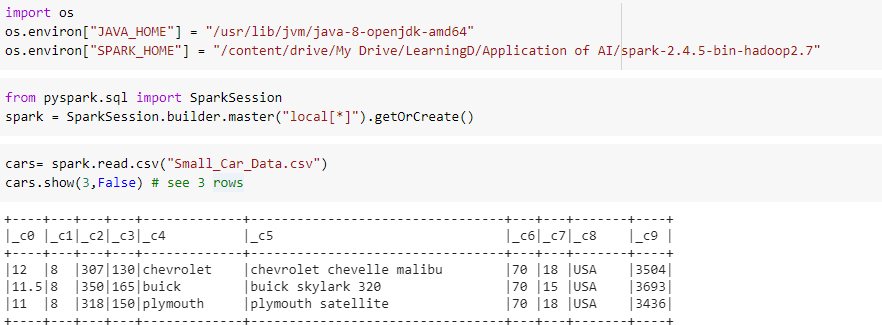 import os
os.environ["JAVA_HOME"] = "/usr/lib/jvm/java-8-openjdk-amd64"
os.environ["SPARK_HOME"] = "/content/drive/My Drive/LearningD/Application of AI/spark-2.4.5-bin-hadoop2.7"
from pyspark.sql import SparkSession
spark = SparkSession.builder.master("local[*]").getOrCreate()
cars= spark.read.csv("Small_Car_Data.csv")
cars.show(3,False) # see 3 rows
+----+---+---+---+-------------+----------------------------------+---+---+-------+----+
|_c0 |_c1|_c2|_c3|_c4          |_c5                               |_c6|_c7|_c8    |_c9 |
+----+---+---+---+-------------+----------------------------------+---+---+-------+----+
|12  |8  |307|130|chevrolet    |chevrolet chevelle malibu         |70 |18 |USA    |3504|
|11.5|8  |350|165|buick        |buick skylark 320                 |70 |15 |USA    |3693|
|11  |8  |318|150|plymouth     |plymouth satellite                |70 |18 |USA    |3436|
+----+---+---+---+-------------+----------------------------------+---+---+-------+----+